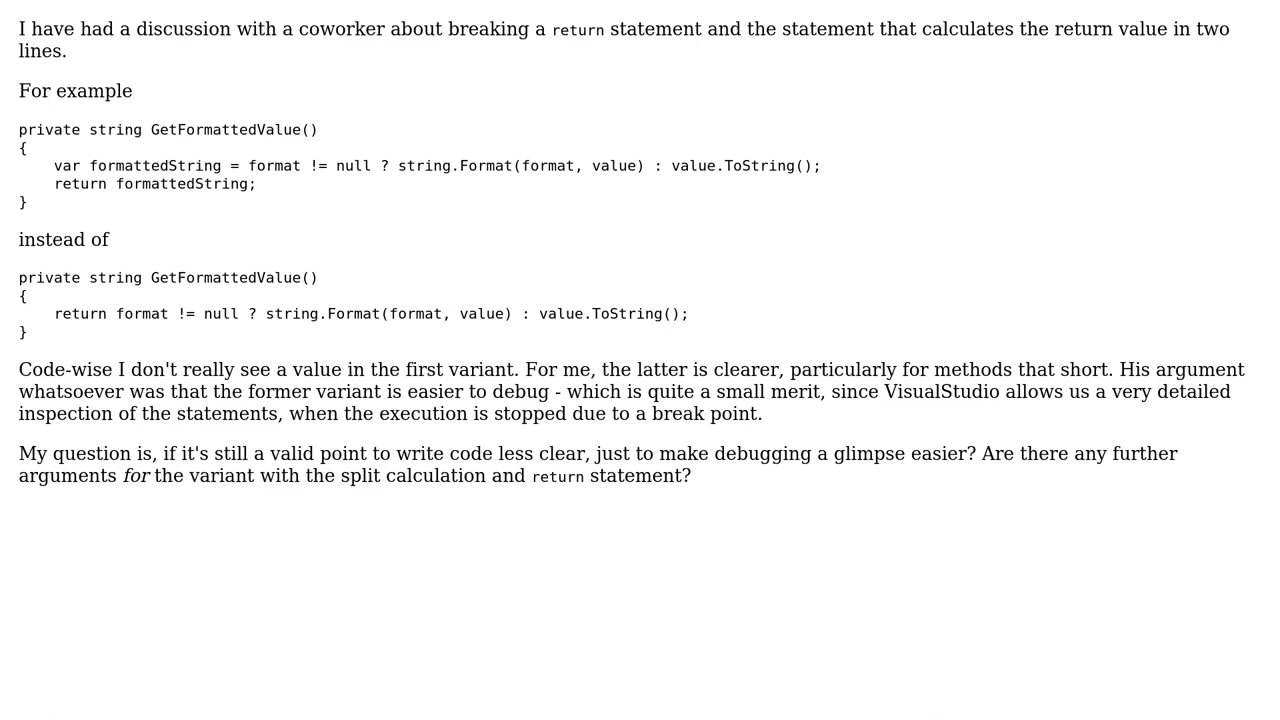 I have had a discussion with a coworker about breaking a return statement and the statement that calculates the return value in two
lines.
For example
private string GetFormattedValue()
{
    var formattedString = format != null ? string.Format(format, value) : value.ToString();
    return formattedString;
}
instead of
private string GetFormattedValue()
{
    return format != null ? string.Format(format, value) : value.ToString();
}
Code-wise I don't really see a value in the first variant. For me, the latter is clearer, particularly for methods that short. His argument
whatsoever was that the former variant is easier to debug - which is quite a small merit, since VisualStudio allows us a very detailed
inspection of the statements, when the execution is stopped due to a break point.
My question is, if it's still a valid point to write code less clear, just to make debugging a glimpse easier? Are there any further
arguments for the variant with the split calculation and return statement?